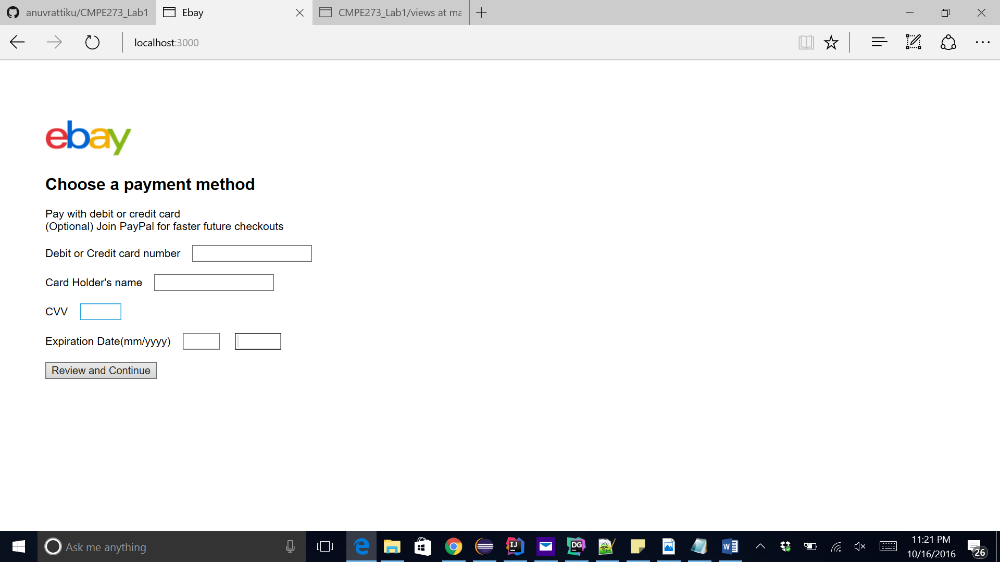 anuvrattiku/CMPE273_Lab1
Ebay
CMPE273_Lab1/views at ma
localhost:3000
ebay
Choose a payment method
Pay with debit or credit card
(Optional) Join PayPal for faster future checkouts
Debit or Credit card number
Card Holder's name
CVV
Expiration Date(mm/yyyy)
Review and Continue
Ask me anything
IJ
DG
W
11:21 PM
10/16/2016
26